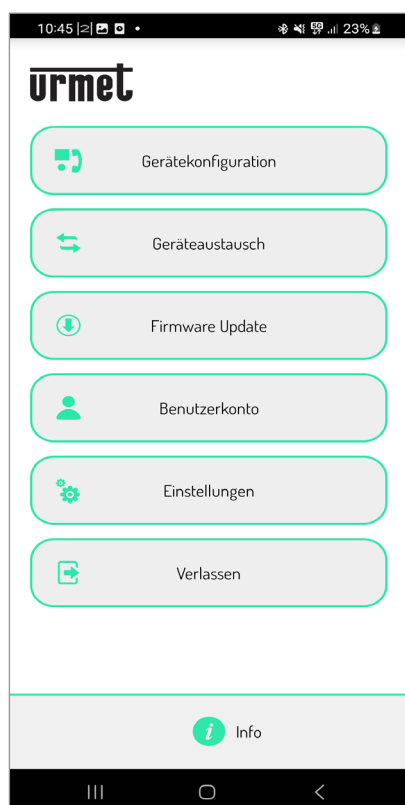 10:45
23%
urmet
Gerätekonfiguration
Geräteaustausch
Firmware Update
Benutzerkonto
Einstellungen
Verlassen
i Info